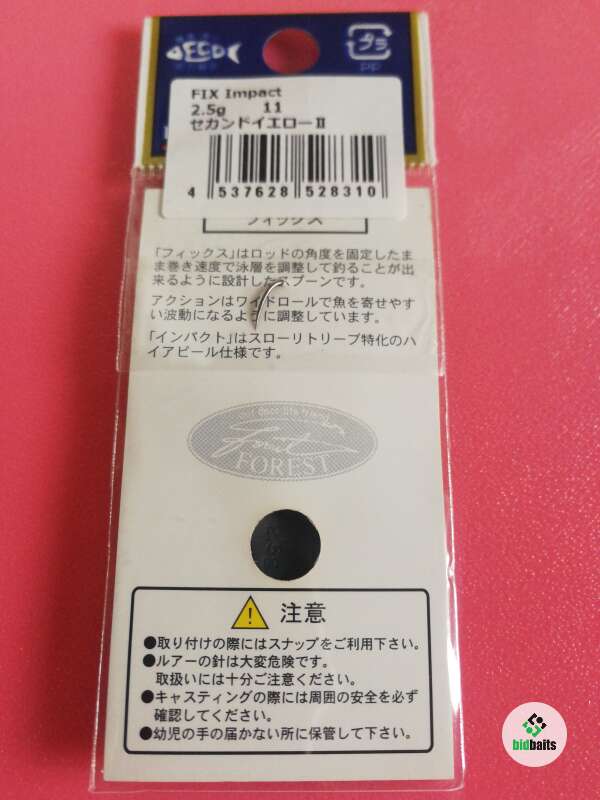 ECO
プラ
PP
FIX Impact
2.5g 11
セカンドイエローⅡ
4 537628 528310
フィックス
「フィックス」はロッドの角度を固定したま
ま巻き速度で泳層を調整して釣ることが出
来るように設計したスプーンです。
アクションはワイドロールで魚を寄せやす
い波動になるように調整しています。
「インパクト」はスローリトリーブ特化のハ
イアピール仕様です。
Forest
FOREST
注意
●取り付けの際にはスナップをご利用下さい。
●ルアーの針は大変危険です。
取扱いには十分ご注意ください。
●キャスティングの際には周囲の安全を必ず
確認してください。
●幼児の手の届かない所に保管して下さい。
bidbaits